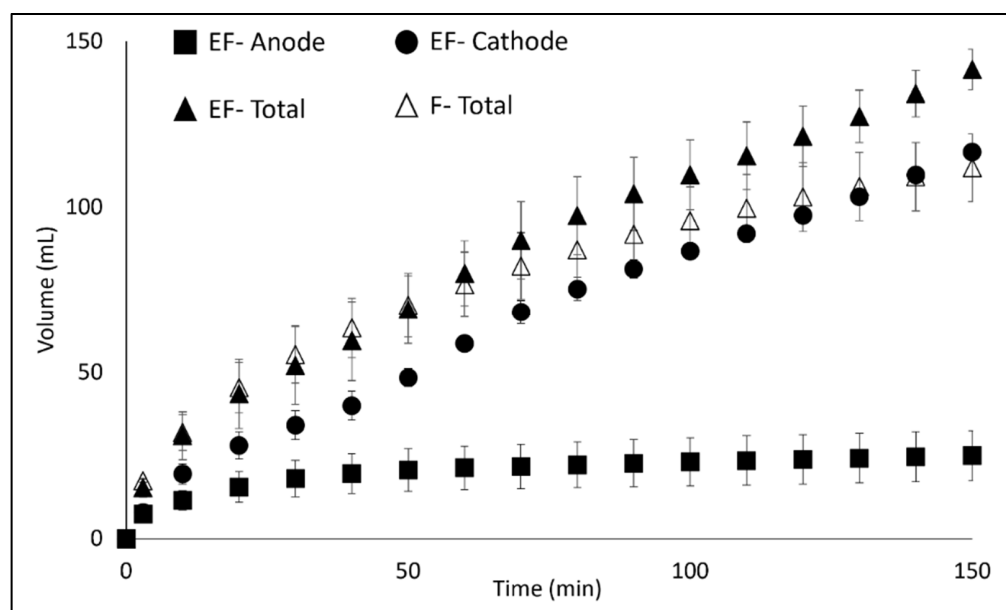 150
EF- Anode
EF- Cathode
EF- Total
F- Total
100
Volume (mL)
50
0
0
50
100
150
Time (min)